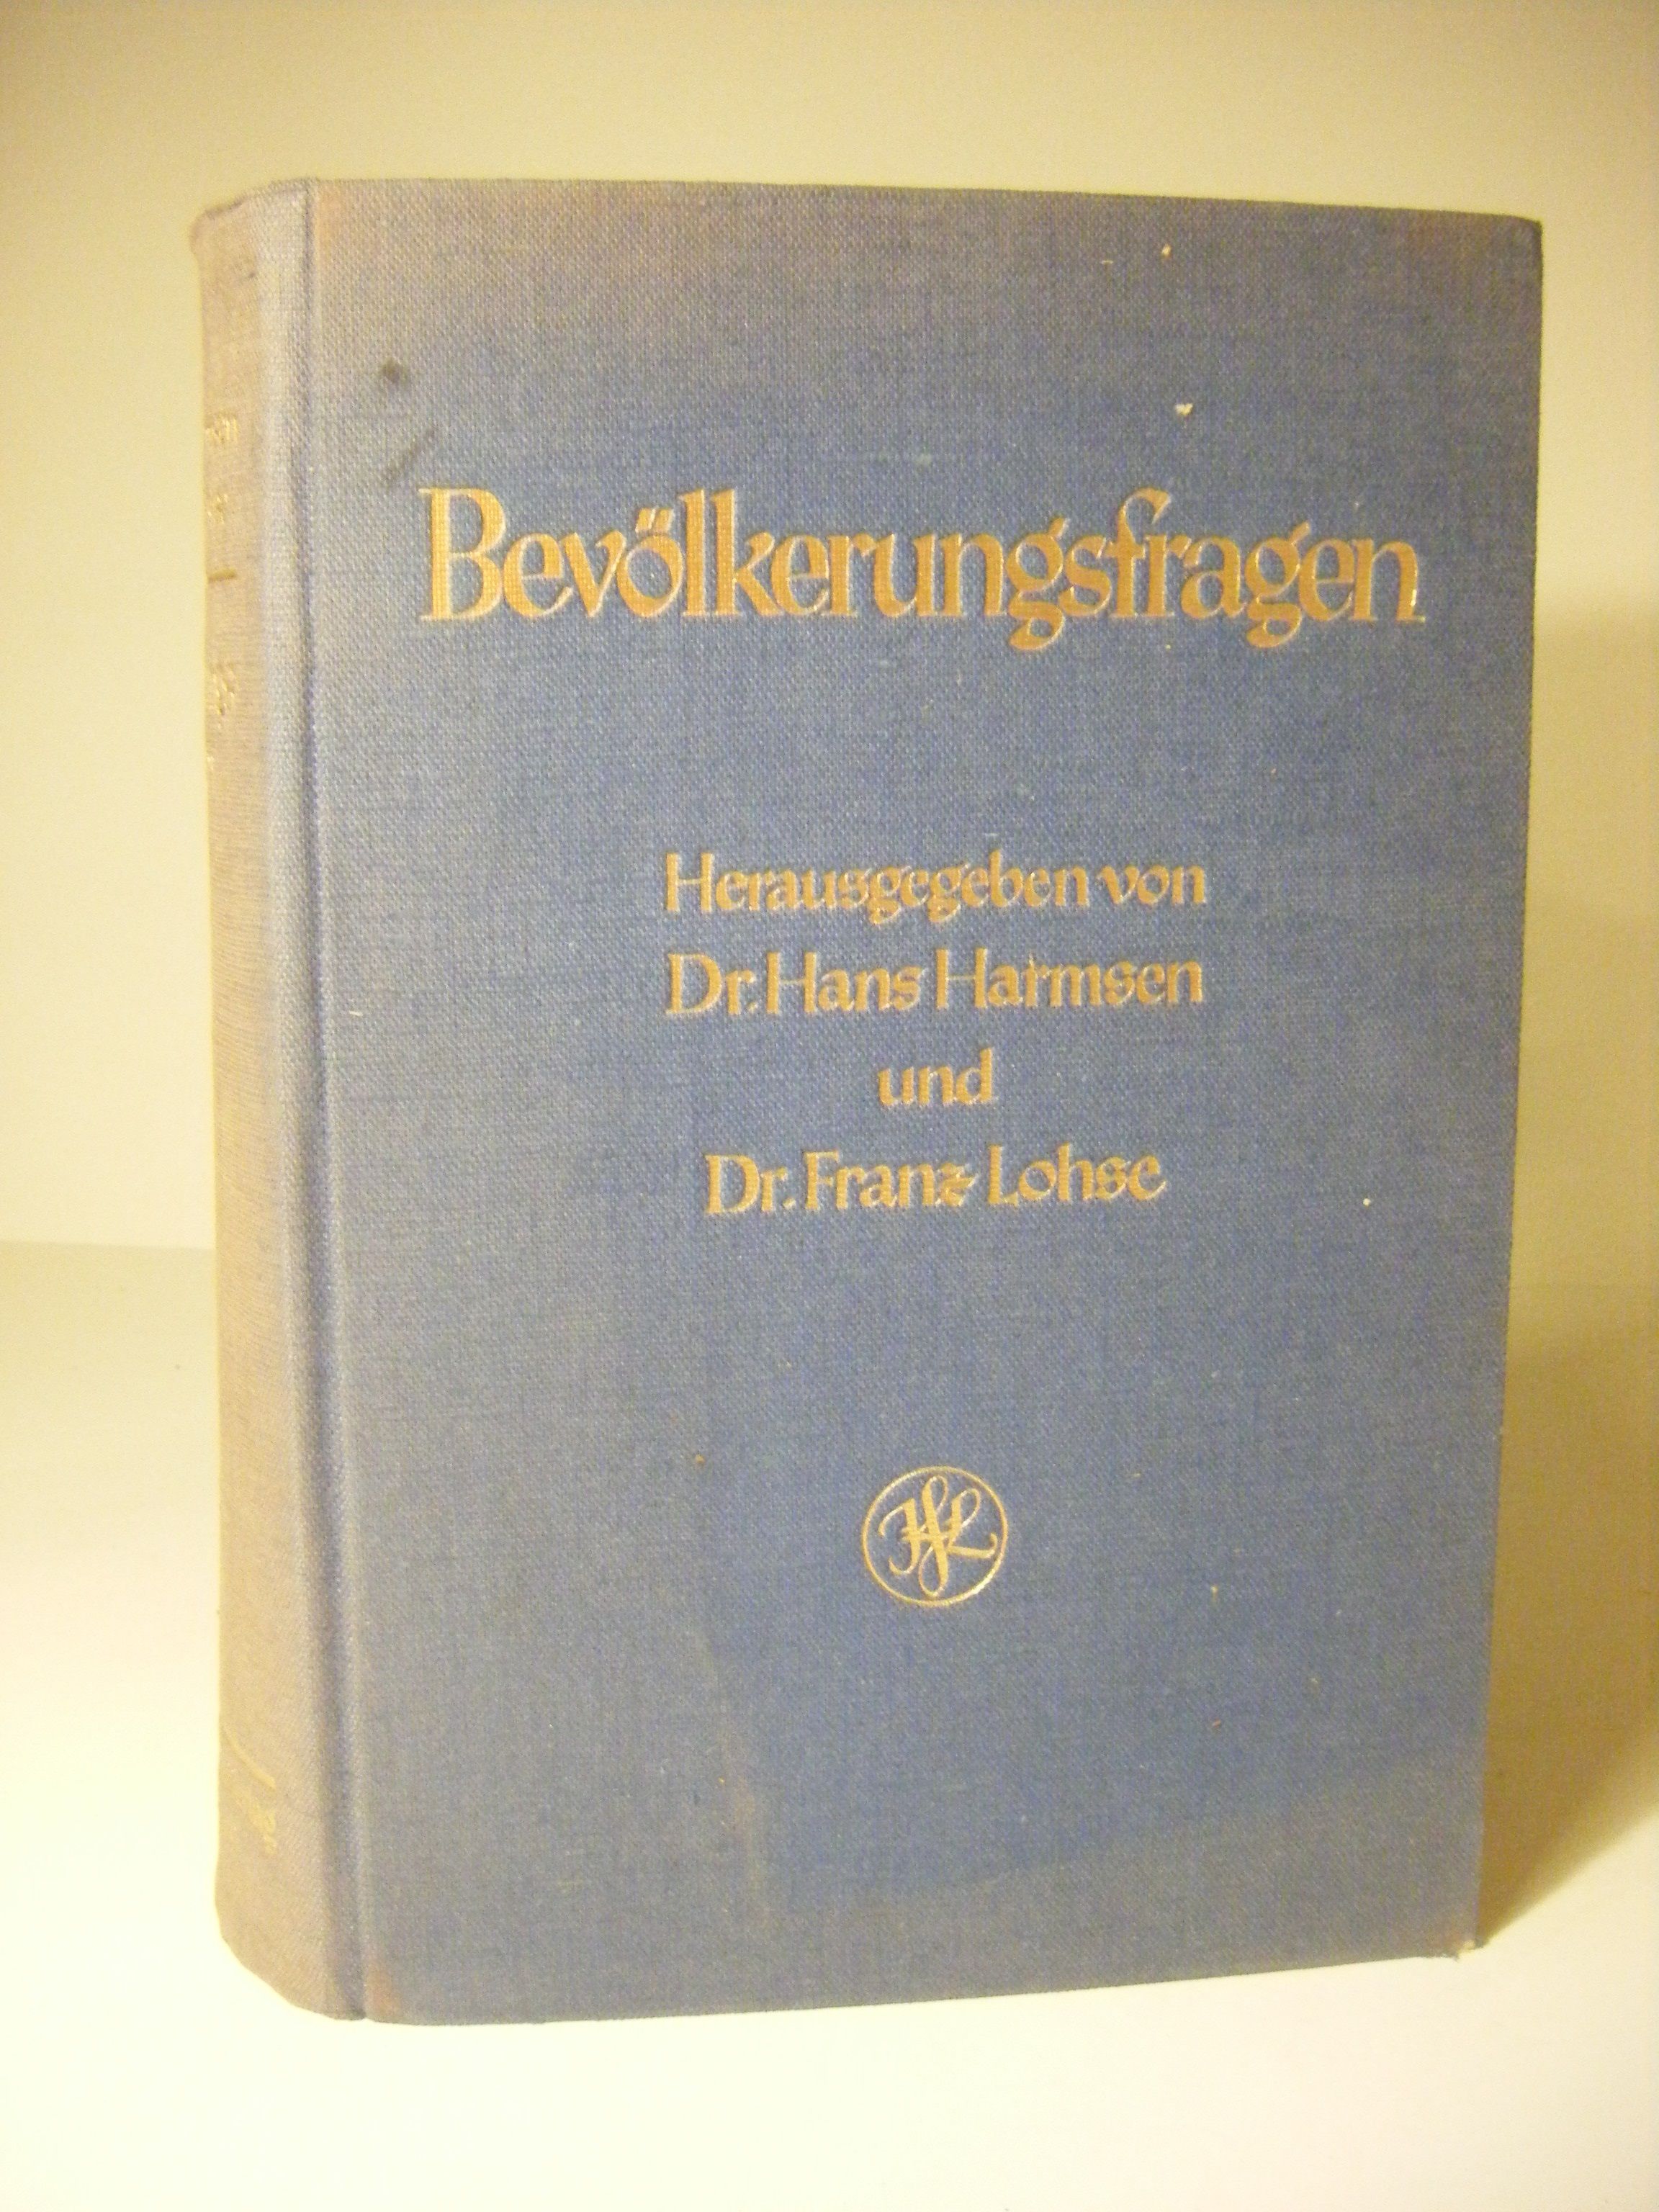 Bevölkerungsfragen
Herausgegeben von
Dr. Hans Harmsen
und
Dr. Franz Lohse